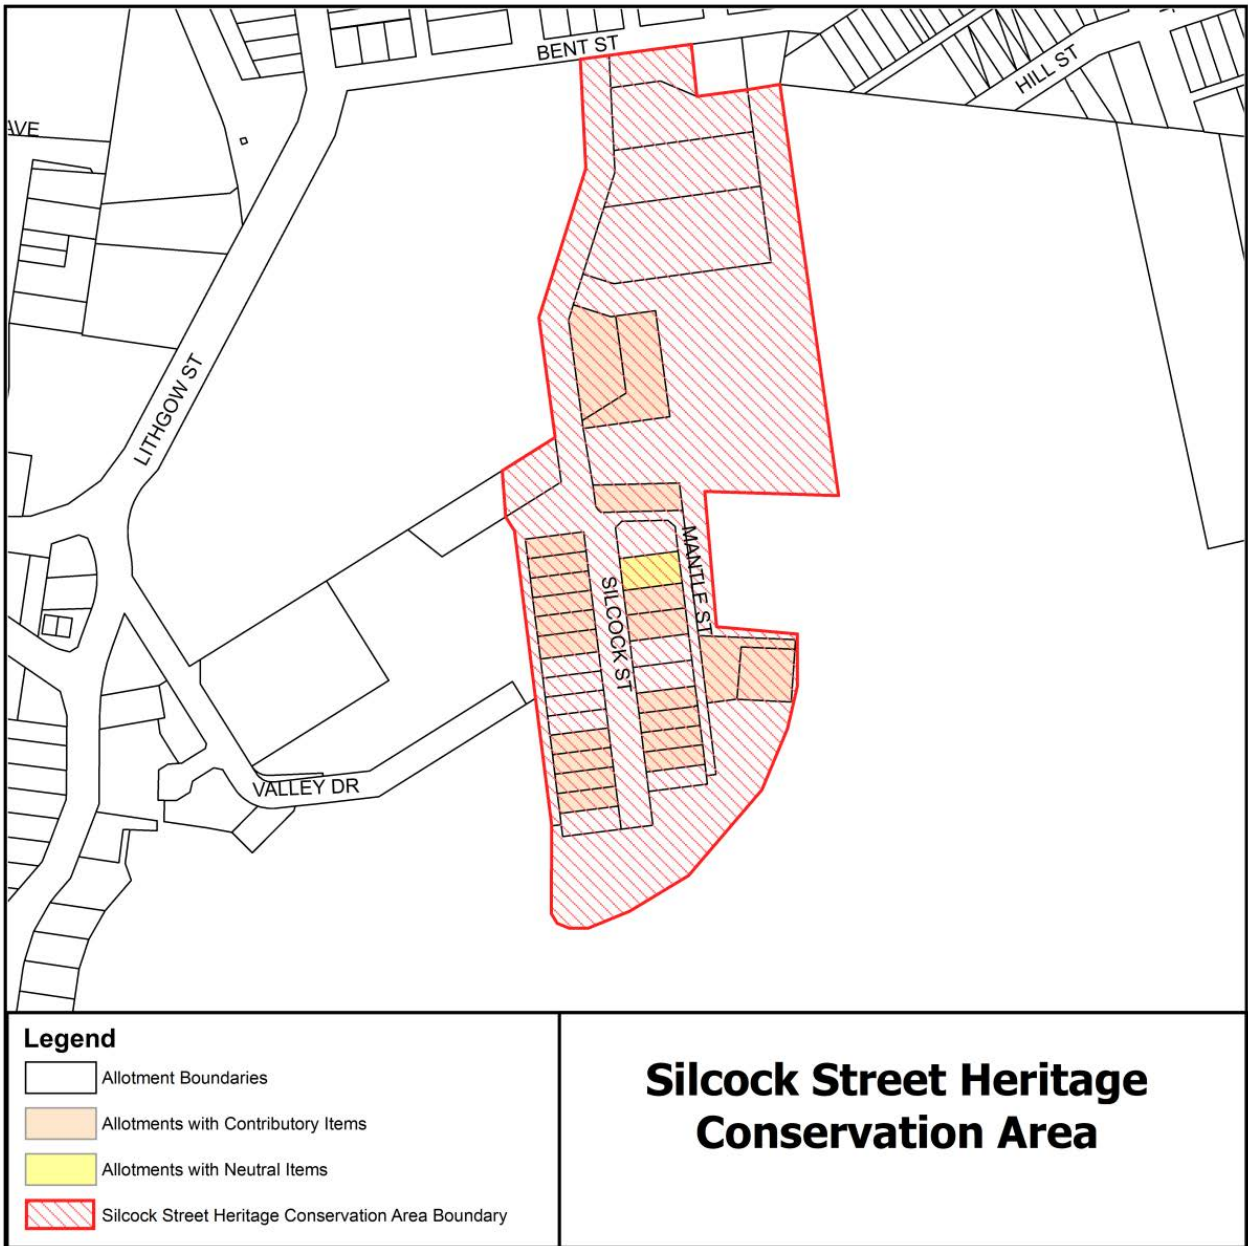 BENT ST
HILL ST
AVE
LITHGOW ST
MANTLE ST
SILCOCK ST
VALLEY DR
Legend
Allotment Boundaries
Allotments with Contributory Items
Allotments with Neutral Items
Silcock Street Heritage Conservation Area Boundary
Silcock Street Heritage
Conservation Area